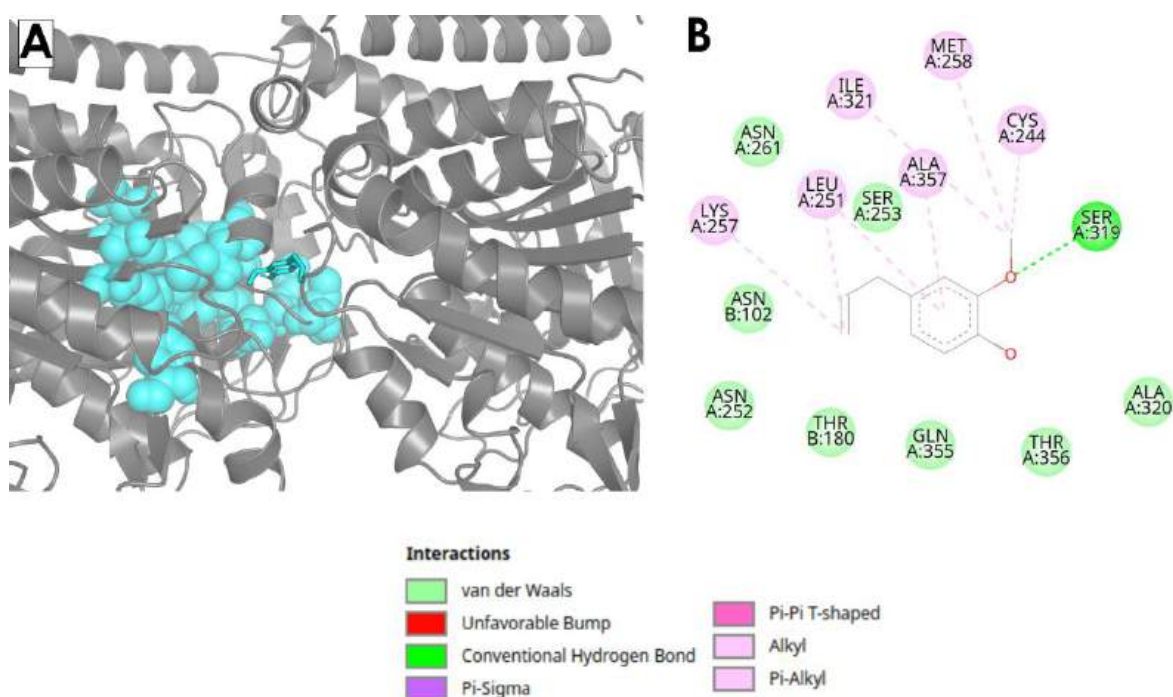 A
B
MET
A:258
ILE
A:321
CYS
A:244
ASN
A:261
ALA
A:357
LEU
A:251
SER
A:253
LYS
A:257
SER
A:319
O
ASN
B:102
O
ASN
A:252
THR
B:180
GLN
A:355
THR
A:356
ALA
A:320
Interactions
van der Waals
Unfavorable Bump
Conventional Hydrogen Bond
Pi-Sigma
Pi-Pi T-shaped
Alkyl
Pi-Alkyl